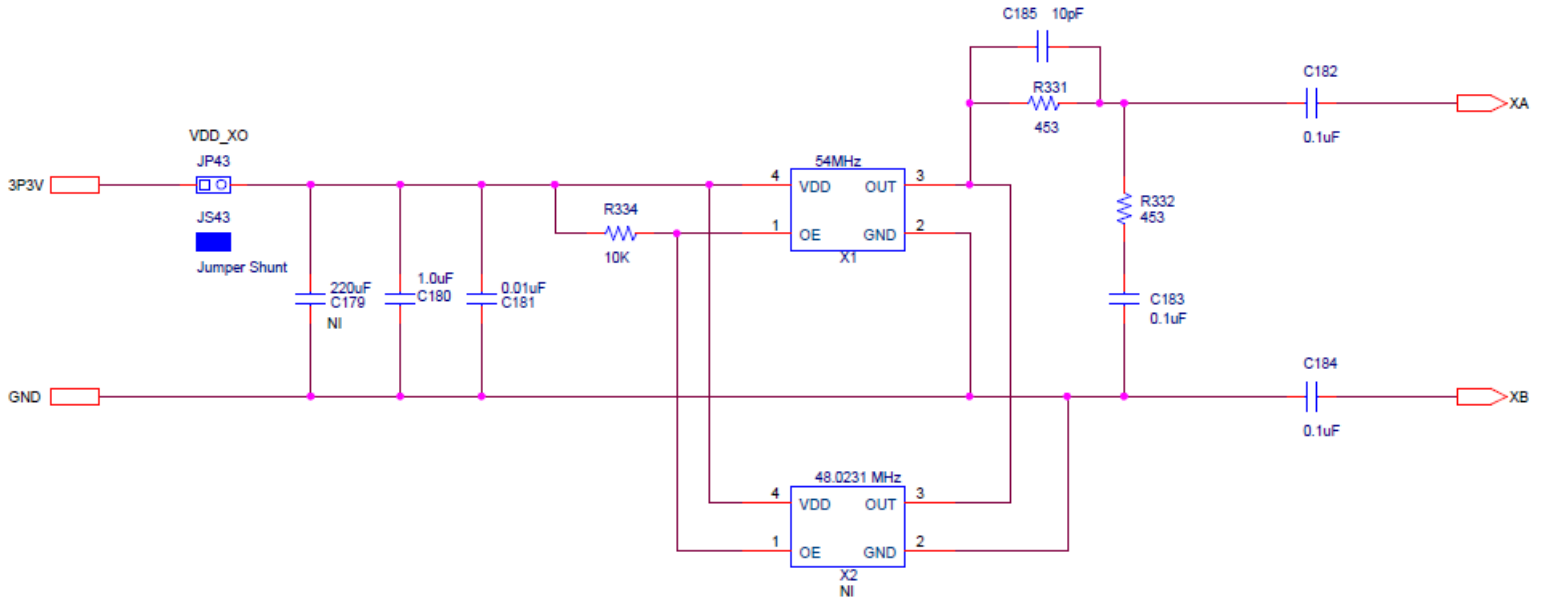 C185 10pF
R331
453
C182
0.1uF
XA
VDD_XO
JP43
3P3V
JS43
Jumper Shunt
220uF
C179
NI
1.0uF
C180
0.01uF
C181
R334
10K
54MHz
4 VDD OUT 3
1 OE GND 2
X1
R332
453
C183
0.1uF
GND
C184
0.1uF
XB
48.0231 MHz
4 VDD OUT 3
1 OE GND 2
X2
NI